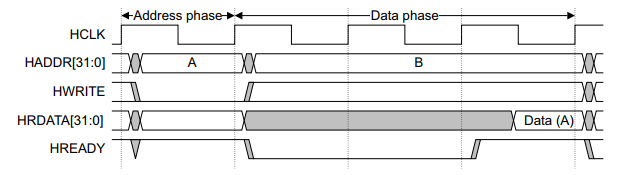 Address phase Data phase
HCLK
HADDR[31:0] A B
HWRITE
HRDATA[31:0] Data (A)
HREADY